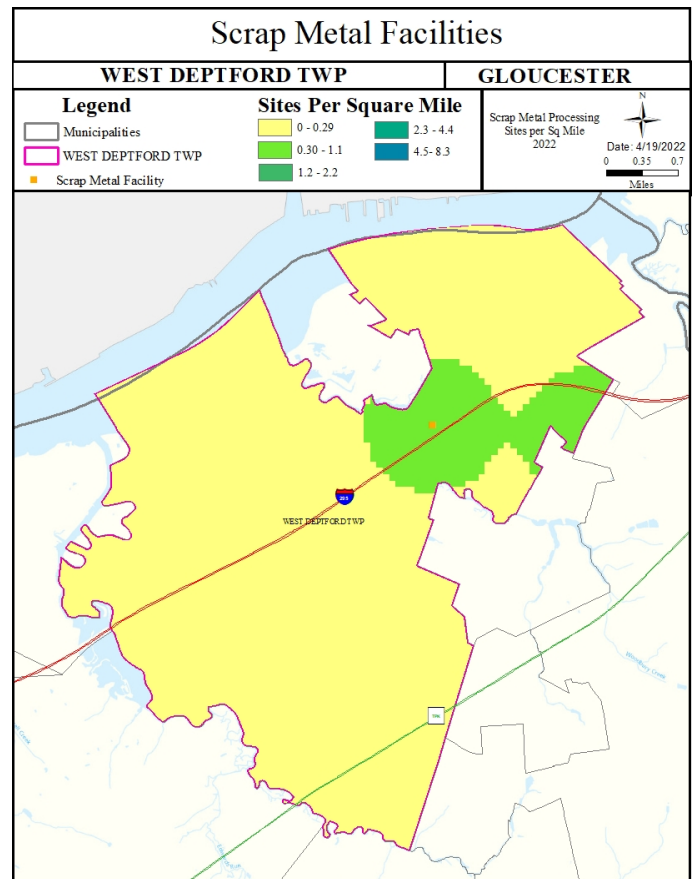 Scrap Metal Facilities
WEST DEPTFORD TWP
GLOUCESTER
Legend
Municipalities
WEST DEPTFORD TWP
Scrap Metal Facility
Sites Per Square Mile
0 - 0.29
0.30 - 1.1
1.2 - 2.2
2.3 - 4.4
4.5- 8.3
Scrap Metal Processing
Sites per Sq Mile
2022
N
Date: 4/19/2022
0 0.35 0.7
Miles
295
WEST DEPTFORD TWP
Woodbury Creek